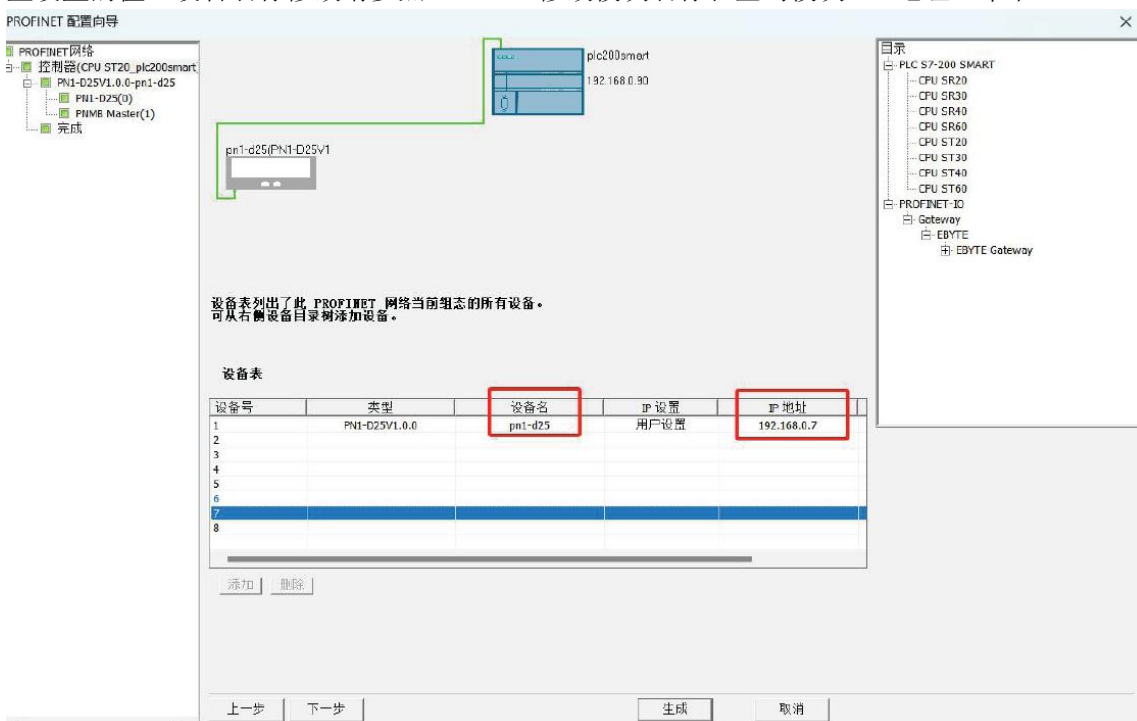 PROFINET 配置向导
PROFINET网络
控制器(CPU ST20_plc200smart
PN1-D25V1.0.0-pn1-d25
PN1-D25(0)
PNMB Master(1)
完成
plc200smart
192.168.0.90
pn1-d25(PN1-D25V1
设备表列出了此 PROFINET 网络当前组态的所有设备。
可从右侧设备目录树添加设备。
设备表
设备号 类型 设备名 IP 设置 IP 地址
1 PN1-D25V1.0.0 pn1-d25 用户设置 192.168.0.7
2
3
4
5
6
7
8
添加 删除
目录
PLC S7-200 SMART
CPU SR20
CPU SR30
CPU SR40
CPU SR60
CPU ST20
CPU ST30
CPU ST40
CPU ST60
PROFINET-IO
Gateway
EBYTE
EBYTE Gateway
上一步 下一步 生成 取消